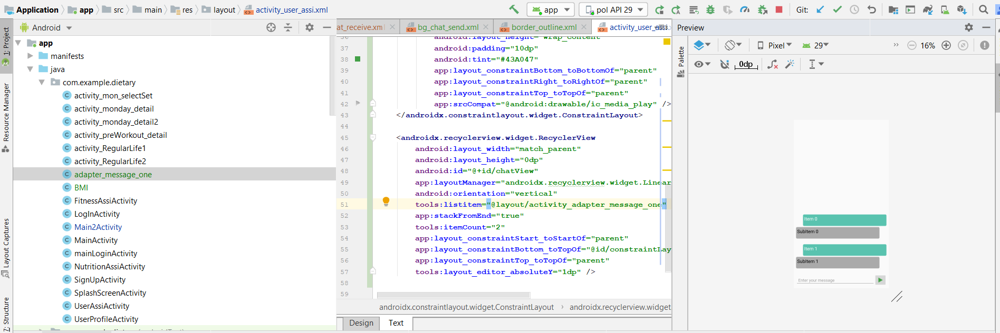 Application app src main res layout activity_user_assi.xml app pol API 29 Git:
1: Project
Resource Manager
Layout Captures
7: Structure
Android
app
manifests
java
com.example.dietary
activity_mon_selectSet
activity_monday_detail
activity_monday_detail2
activity_preWorkout_detail
activity_RegularLife1
activity_RegularLife2
adapter_message_one
BMI
FitnessAssiActivity
LogInActivity
Main2Activity
MainActivity
mainLoginActivity
NutritionAssiActivity
SignUpActivity
SplashScreenActivity
UserAssiActivity
UserProfileActivity
at_receive.xml bg_chat_send.xml border_outline.xml activity_user_assi.
36 android:layout_height="wrap_content"
37 android:padding="10dp"
38 android:tint="#43A047"
39 app:layout_constraintBottom_toBottomOf="parent"
40 app:layout_constraintRight_toRightOf="parent"
41 app:layout_constraintTop_toTopOf="parent"
42 app:srcCompat="@android:drawable/ic_media_play" />
43 </androidx.constraintlayout.widget.ConstraintLayout>
44
45 <androidx.recyclerview.widget.RecyclerView
46 android:layout_width="match_parent"
47 android:layout_height="0dp"
48 android:id="@+id/chatView"
49 app:layoutManager="androidx.recyclerview.widget.Linear
50 android:orientation="vertical"
51 tools:listitem="@layout/activity_adapter_message_one"
52 app:stackFromEnd="true"
53 tools:itemCount="2"
54 app:layout_constraintStart_toStartOf="parent"
55 app:layout_constraintBottom_toTopOf="@id/constraintLay
56 app:layout_constraintTop_toTopOf="parent"
57 tools:layout_editor_absoluteY="1dp" />
58
59
androidx.constraintlayout.widget.ConstraintLayout › androidx.recyclerview.widget
Design Text
Preview
Palette
Pixel 29 » 16%
0dp
Item 0
SubItem 0
Item 1
SubItem 1
Enter your message